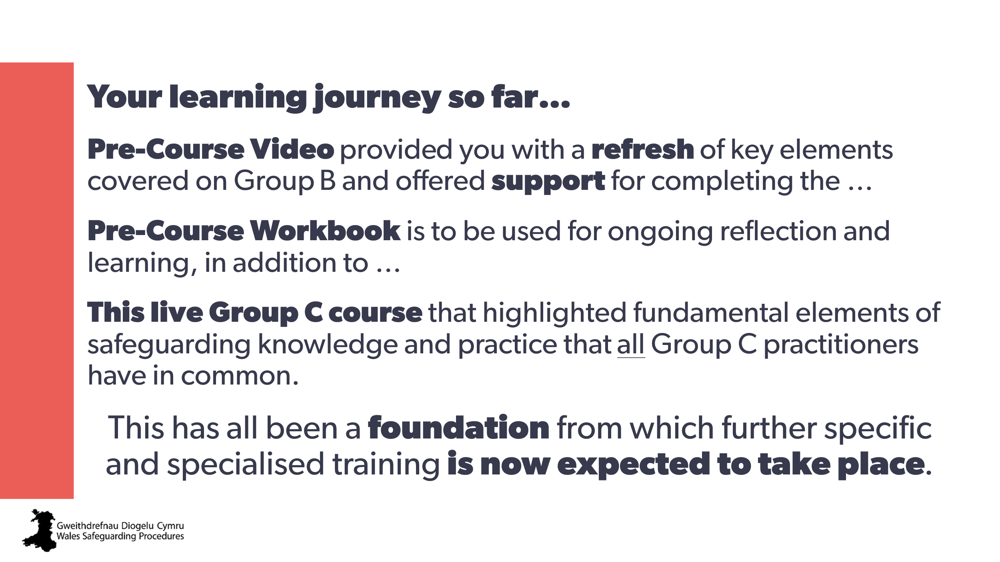 Your learning journey so far…
Pre-Course Video provided you with a refresh of key elements
covered on Group B and offered support for completing the …
Pre-Course Workbook is to be used for ongoing reflection and
learning, in addition to …
This live Group C course that highlighted fundamental elements of
safeguarding knowledge and practice that all Group C practitioners
have in common.
This has all been a foundation from which further specific
and specialised training is now expected to take place.
Gweithdrefnau Diogelu Cymru
Wales Safeguarding Procedures